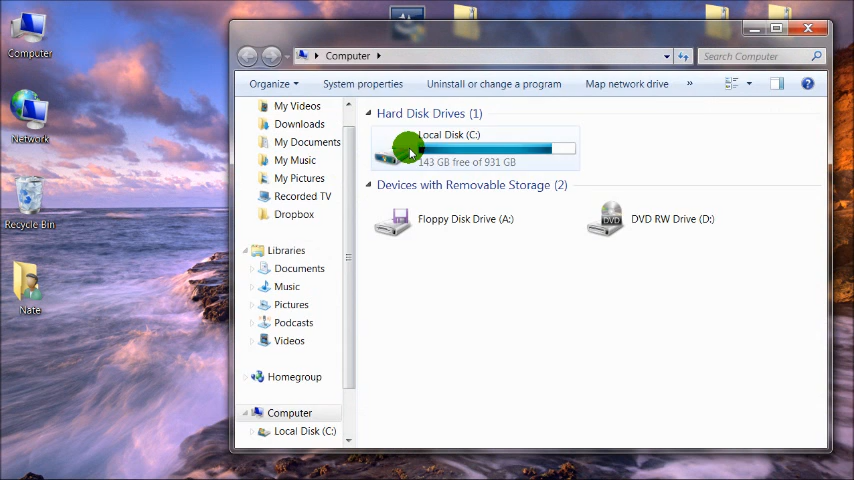 Computer
Network
Recycle Bin
Nate
Computer
Search Computer
Organize
System properties
Uninstall or change a program
Map network drive
»
My Videos
Downloads
My Documents
My Music
My Pictures
Recorded TV
Dropbox
Libraries
Documents
Music
Pictures
Podcasts
Videos
Homegroup
Computer
Local Disk (C:)
Hard Disk Drives (1)
Local Disk (C:)
143 GB free of 931 GB
Devices with Removable Storage (2)
Floppy Disk Drive (A:)
DVD
DVD RW Drive (D:)